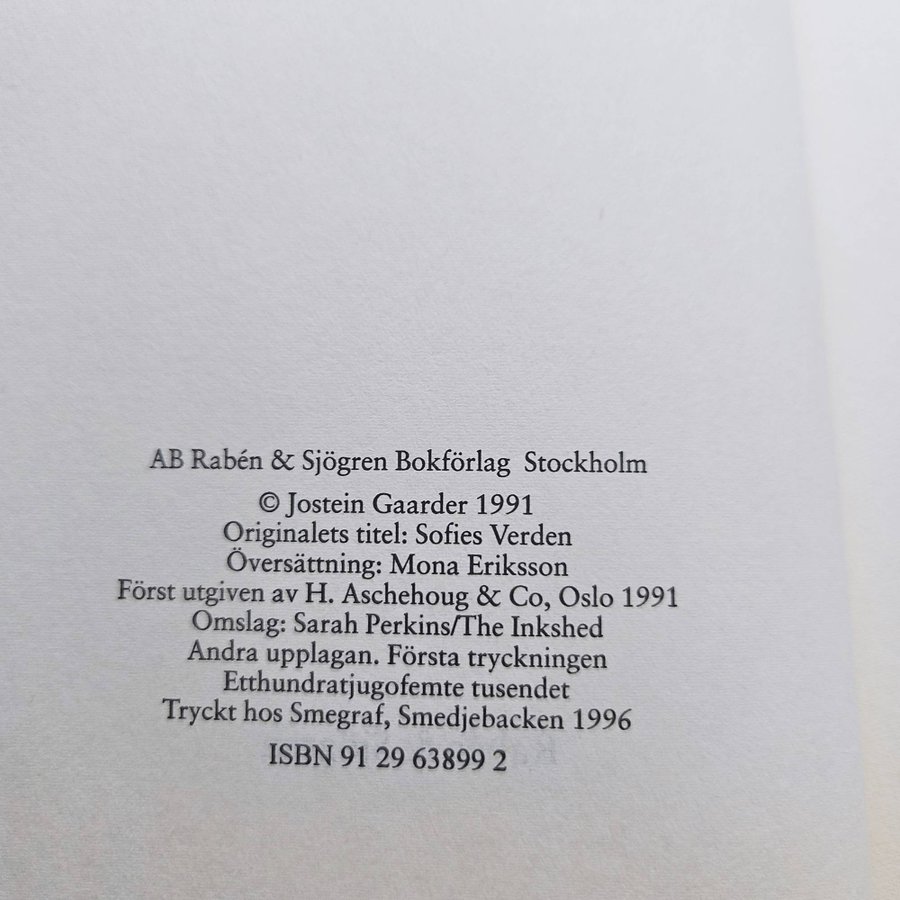 AB Rabén & Sjögren Bokförlag Stockholm
© Jostein Gaarder 1991
Originalets titel: Sofies Verden
Översättning: Mona Eriksson
Först utgiven av H. Aschehoug & Co, Oslo 1991
Omslag: Sarah Perkins/The Inkshed
Andra upplagan. Första tryckningen
Etthundratjugofemte tusendet
Tryckt hos Smegraf, Smedjebacken 1996
ISBN 91 29 63899 2